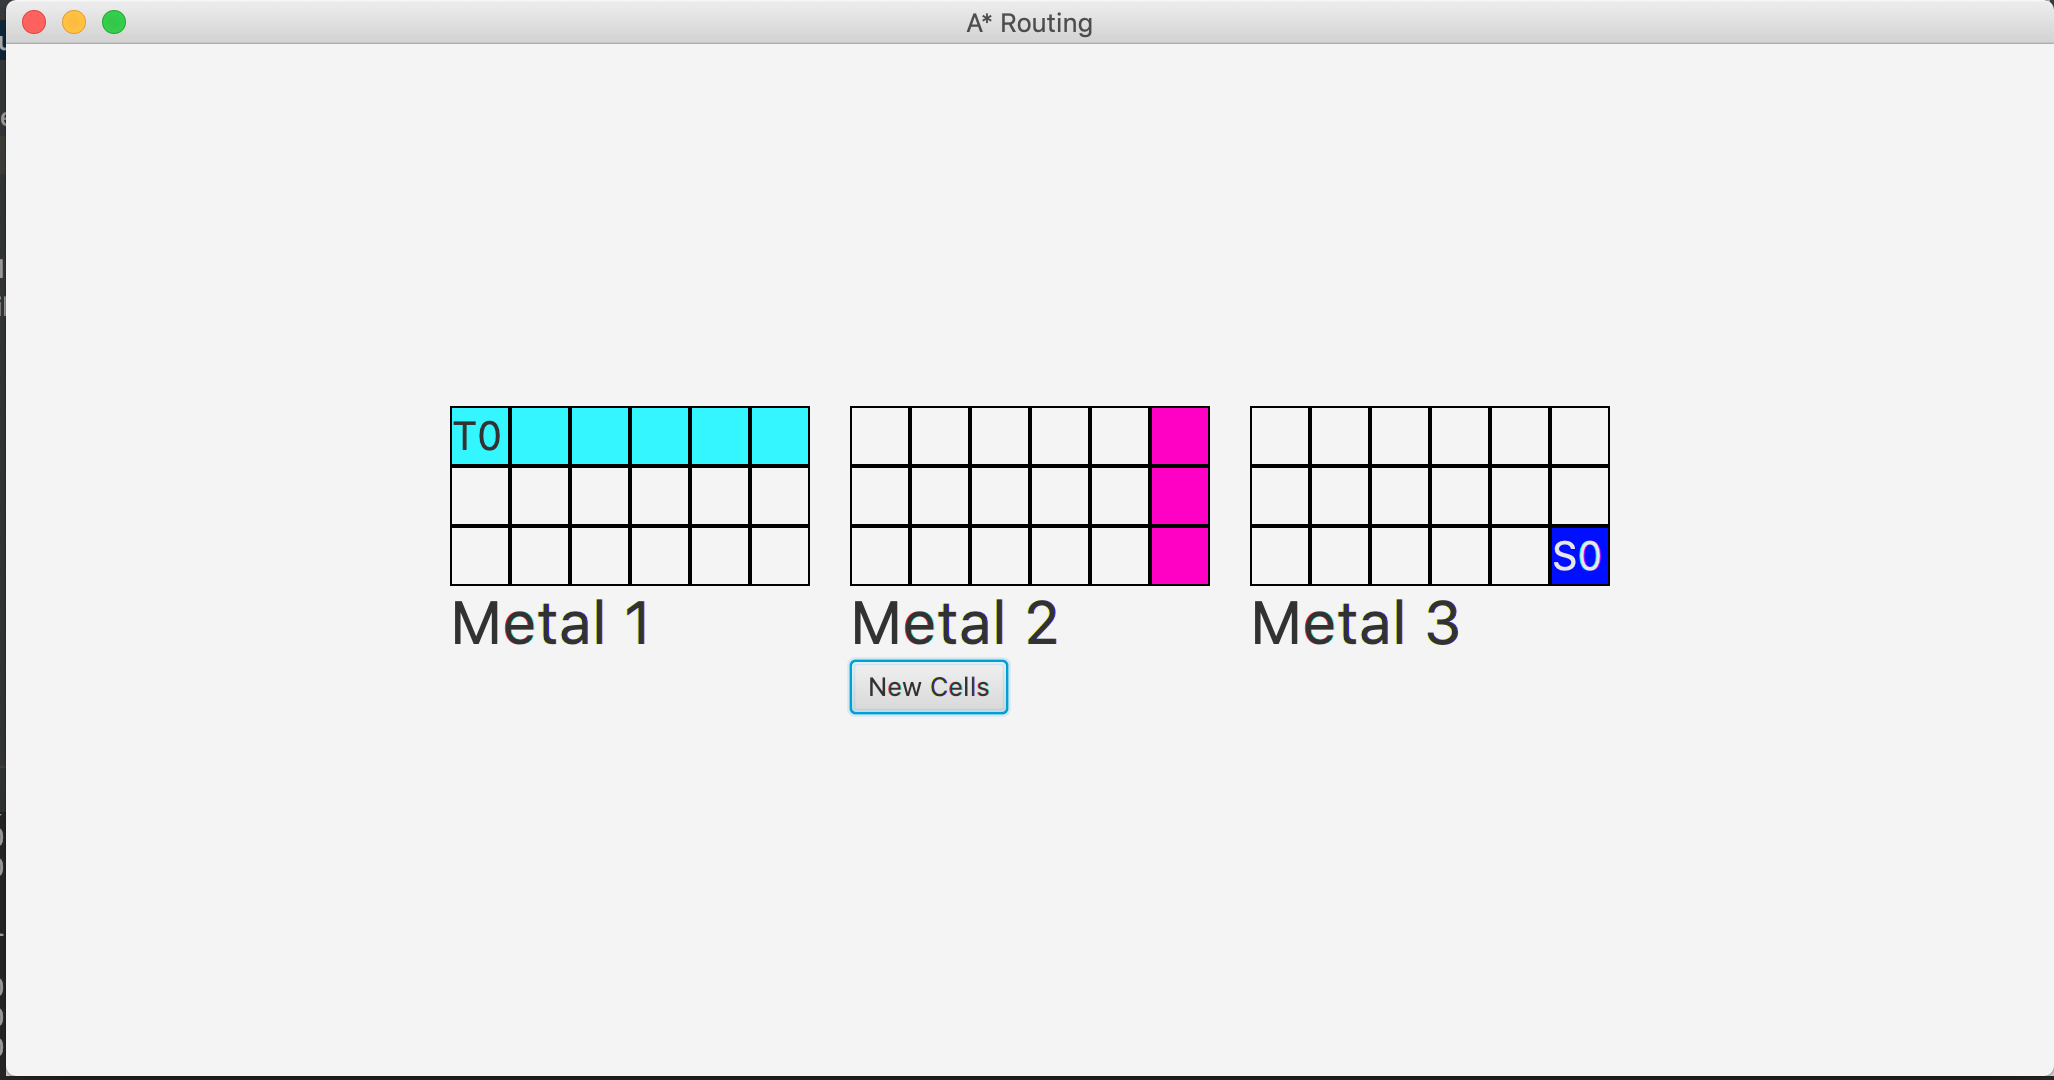 A* Routing
T0
S0
Metal 1
Metal 2
Metal 3
New Cells